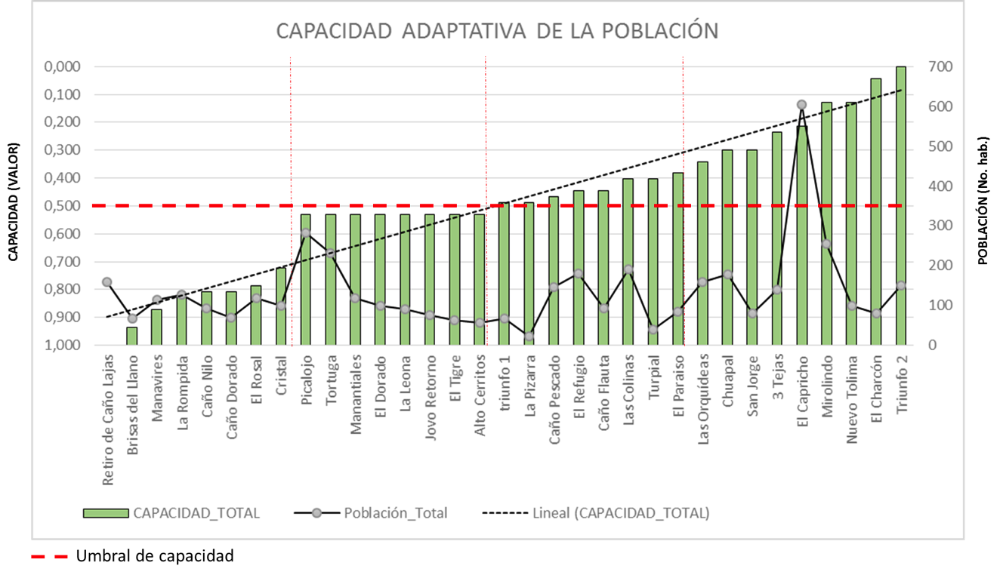 CAPACIDAD ADAPTATIVA DE LA POBLACIÓN
CAPACIDAD (VALOR)
0,000
0,100
0,200
0,300
0,400
0,500
0,600
0,700
0,800
0,900
1,000
700
600
500
400
300
200
100
0
POBLACIÓN (No. hab.)
Retiro de Caño Lajas
Brisas del Llano
Manavires
La Rompida
Caño Nilo
Caño Dorado
El Rosal
Cristal
Picalojo
Tortuga
Manantiales
El Dorado
La Leona
Jovo Retorno
El Tigre
Alto Cerritos
triunfo 1
La Pizarra
Caño Pescado
El Refugio
Caño Flauta
Las Colinas
Turpial
El Paraiso
Las Orquídeas
Chuapal
San Jorge
3 Tejas
El Capricho
Mirolindo
Nuevo Tolima
El Charcón
Triunfo 2
CAPACIDAD_TOTAL
Población_Total
Lineal (CAPACIDAD_TOTAL)
Umbral de capacidad